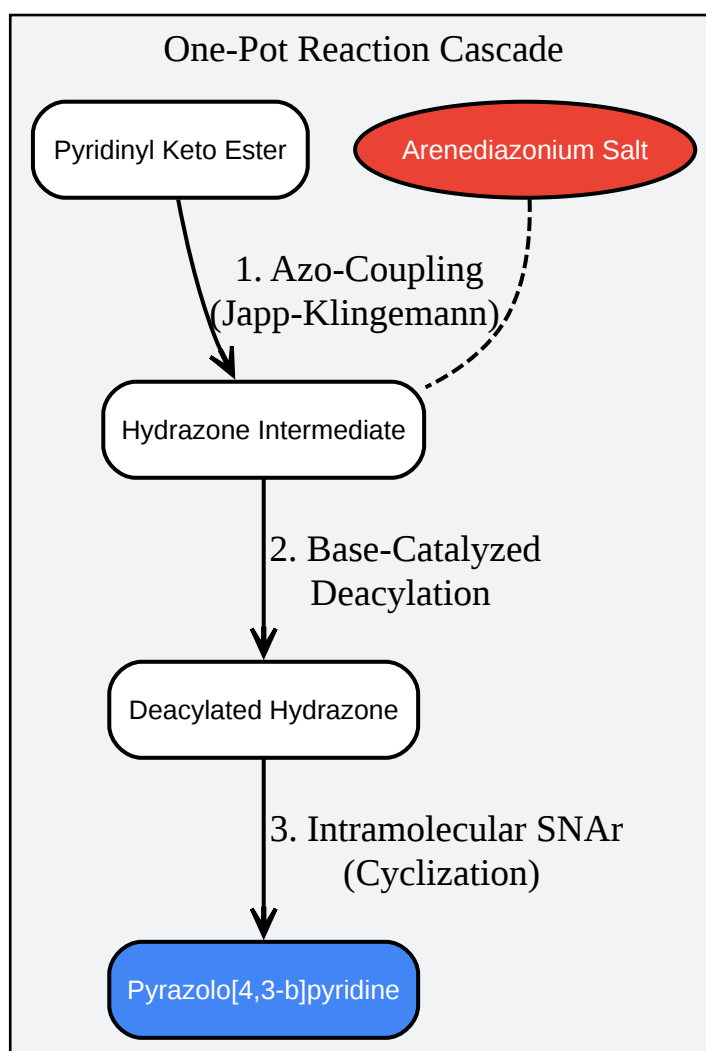 One-Pot Reaction Cascade
Pyridinyl Keto Ester
Arenediazonium Salt
1. Azo-Coupling
(Japp-Klingemann)
Hydrazone Intermediate
2. Base-Catalyzed
Deacylation
Deacylated Hydrazone
3. Intramolecular SNAr
(Cyclization)
Pyrazolo[4,3-b]pyridine